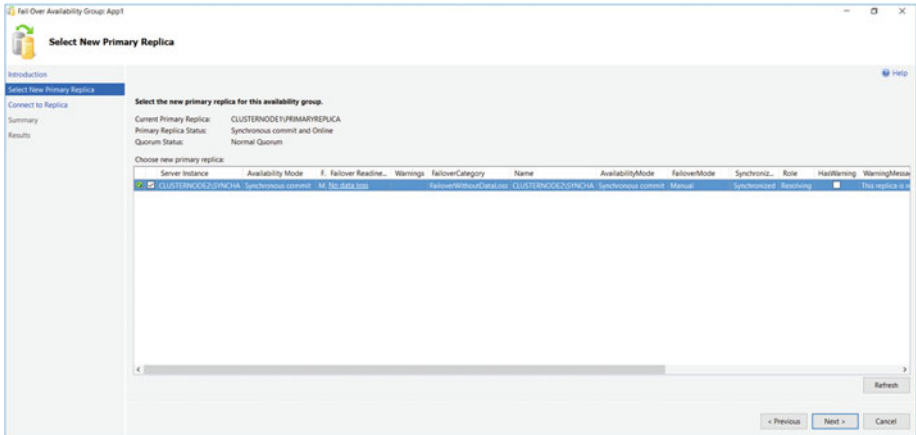 Fail Over Availability Group: App1
Select New Primary Replica
Help
Introduction
Select New Primary Replica
Connect to Replica
Summary
Results
Select the new primary replica for this availability group.
Current Primary Replica: CLUSTERNODE1\PRIMARYREPLICA
Primary Replica Status: Synchronous commit and Online
Quorum Status: Normal Quorum
Choose new primary replica:
Server Instance Availability Mode F. Failover Readine... Warnings FailoverCategory Name AvailabilityMode FailoverMode Synchroniz... Role HasWarning WarningMessa
CLUSTERNODE2\SYNCHA Synchronous commit M. No data loss FailoverWithoutDataLoss CLUSTERNODE2\SYNCHA Synchronous commit Manual Synchronized Resolving This replica is
Refresh
< Previous Next > Cancel